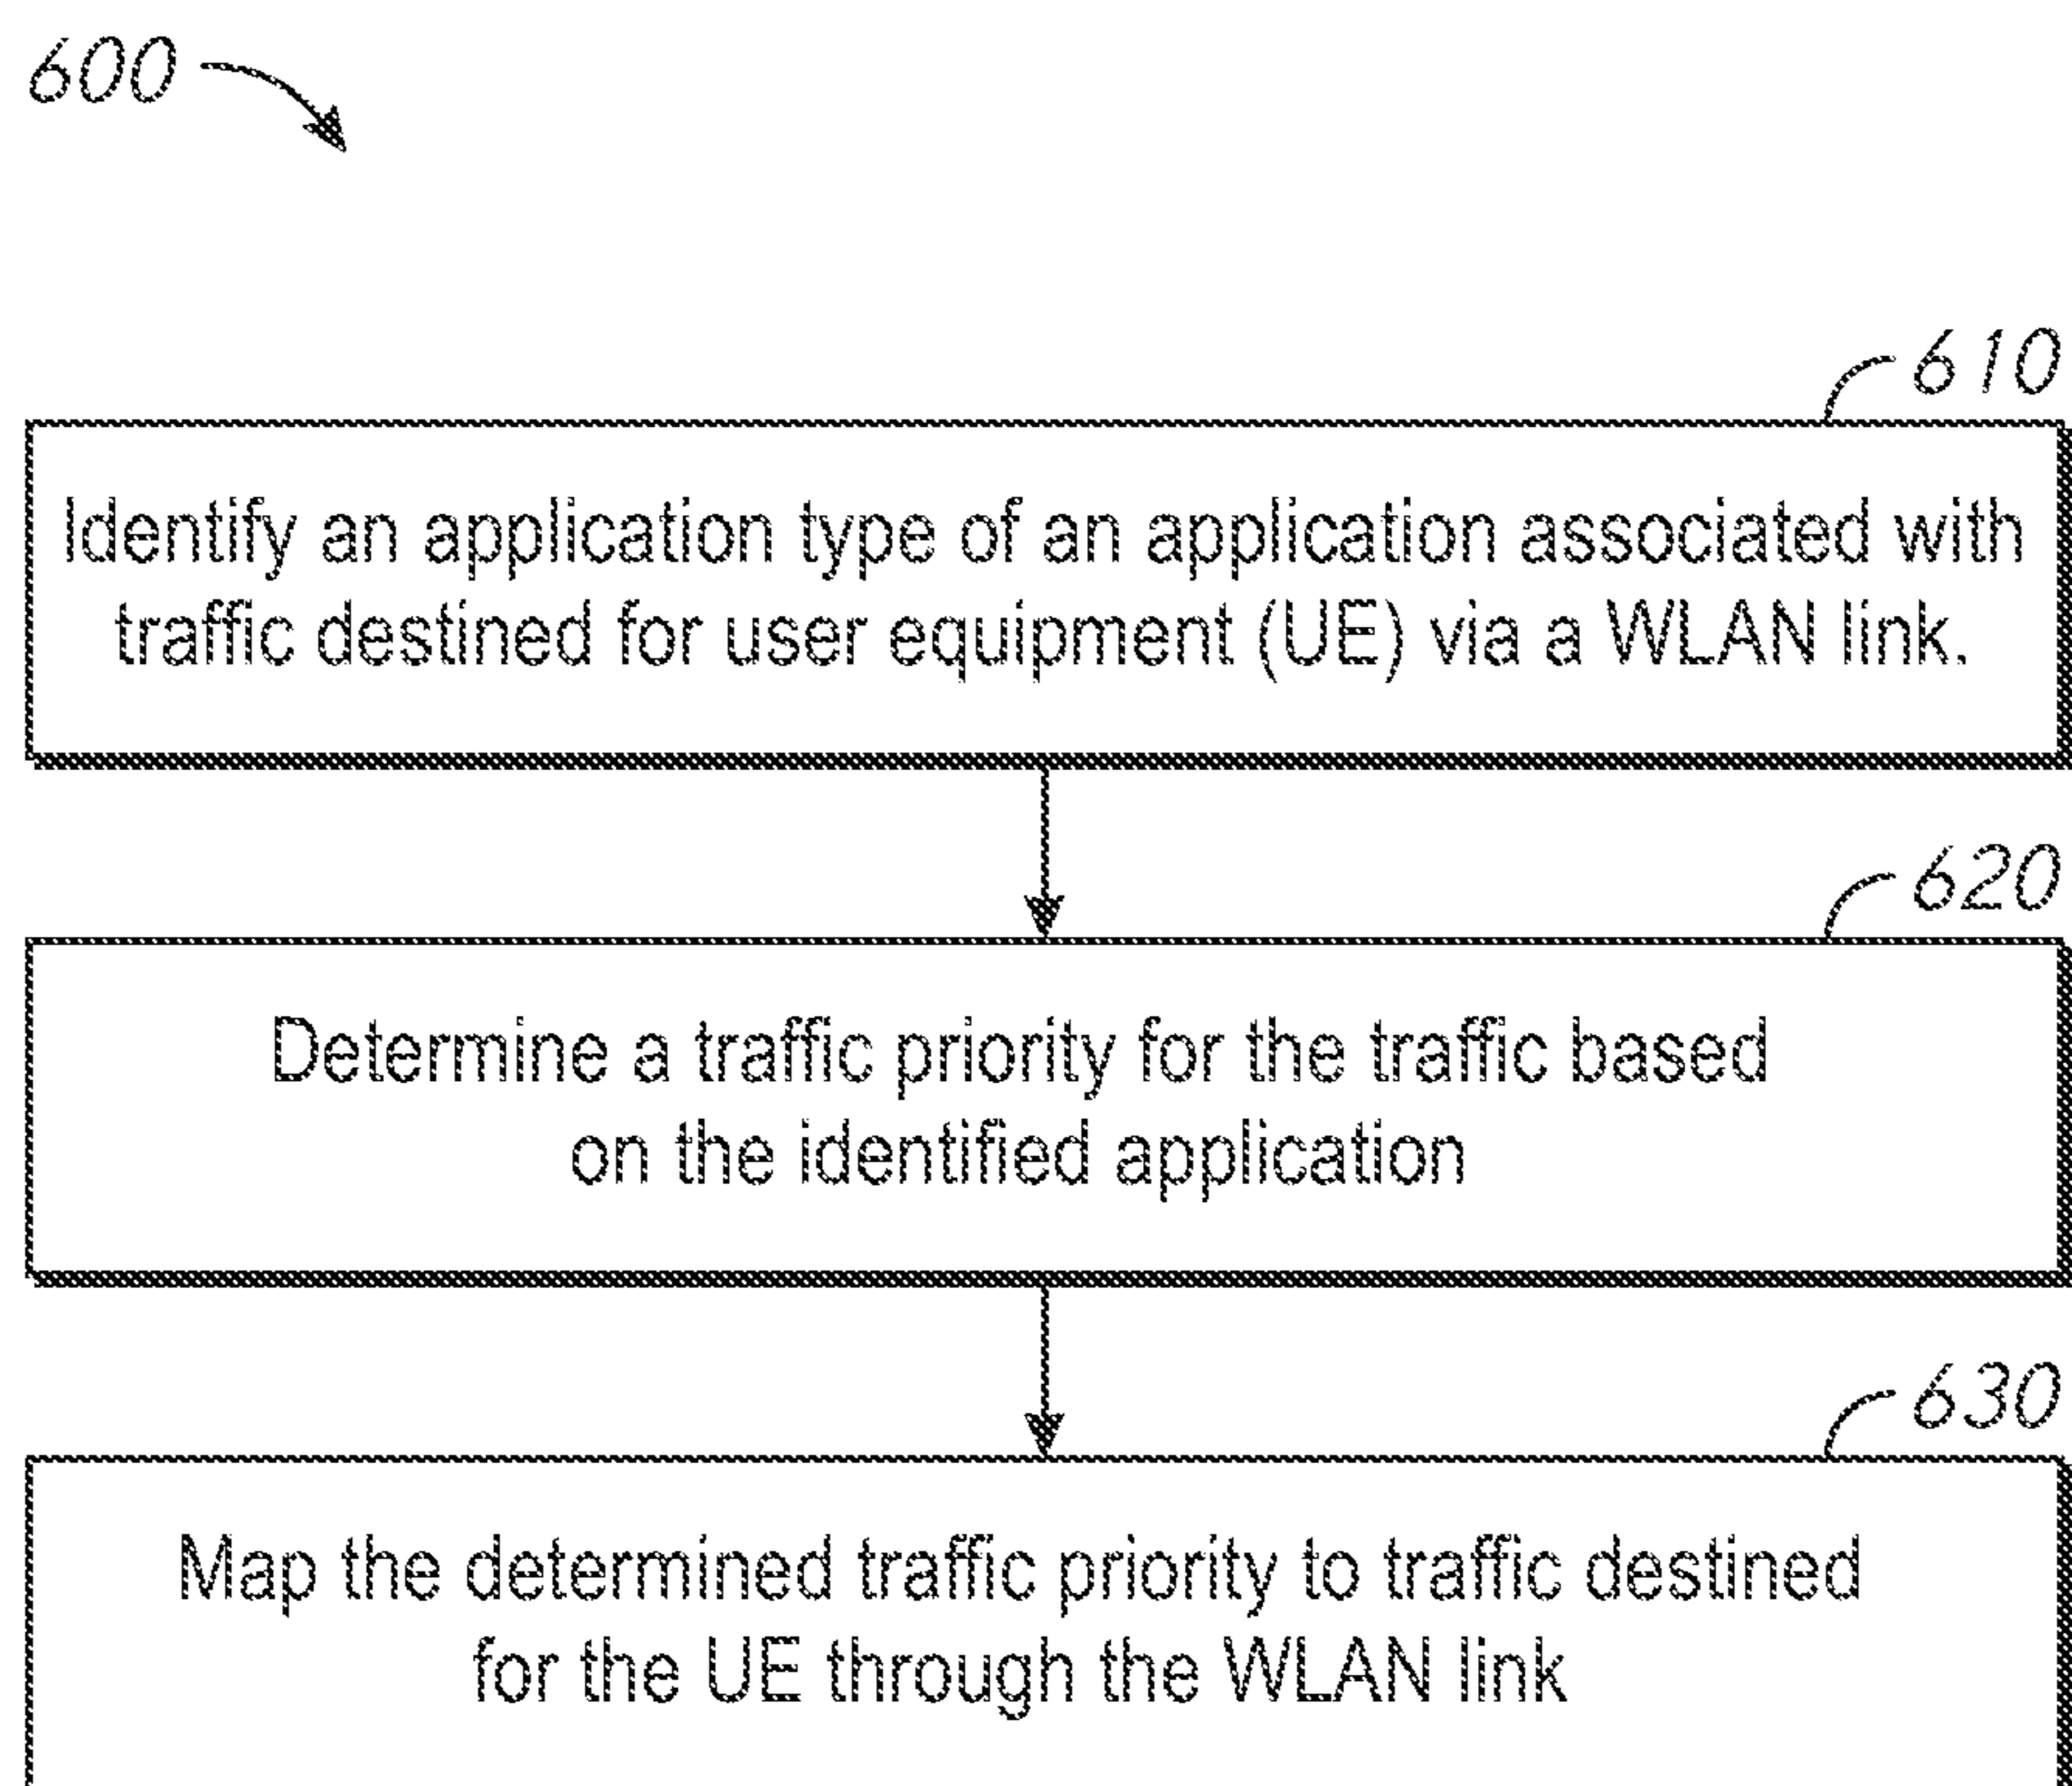 600
610
Identify an application type of an application associated with
traffic destined for user equipment (UE) via a WLAN link.
620
Determine a traffic priority for the traffic based
on the identified application
630
Map the determined traffic priority to traffic destined
for the UE through the WLAN link